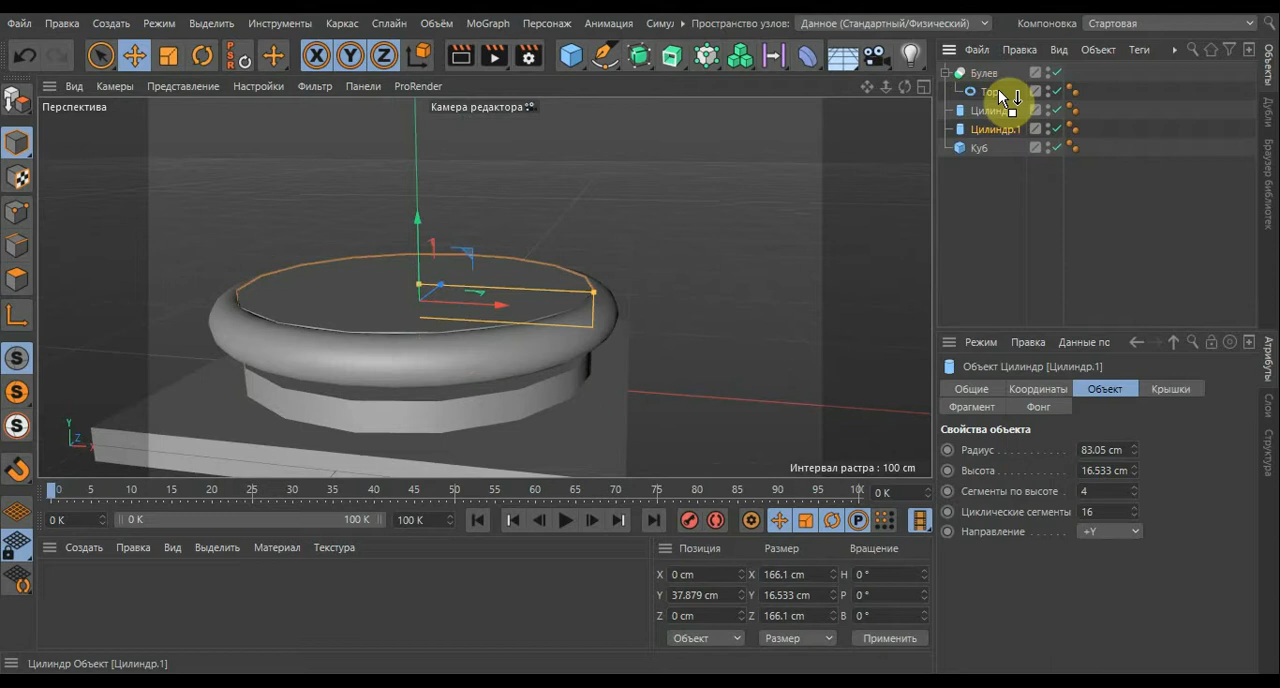 Файл Правка Создать Режим Выделить Инструменты Каркас Сплайн Объём MoGraph Персонаж Анимация Симу Пространство узлов: Данное (Стандартный/Физический) Компоновка Стартовая
X Y Z
PSR
Файл Правка Вид Объект Теги
Вид Камеры Представление Настройки Фильтр Панели ProRender
Перспектива
Камера редактора
Булев
Цилиндр.1
Куб
Объекты
Дубли
Браузер библиотек
Y
Z
X
Интервал растра : 100 cm
Режим Правка Данные по
Объект Цилиндр [Цилиндр.1]
Общие Координаты Объект Крышки
Фрагмент Фонг
Свойства объекта
Радиус 83.05 cm
Высота 16.533 cm
Сегменты по высоте 4
Циклические сегменты 16
Направление +Y
Атрибуты
Слои
Структура
0 5 10 15 20 25 30 35 40 45 50 55 60 65 70 75 80 85 90 95 0 K
0 K 0 K 100 K 100 K
P
Создать Правка Вид Выделить Материал Текстура
Позиция Размер Вращение
X 0 cm X 166.1 cm H 0 °
Y 37.879 cm Y 16.533 cm P 0 °
Z 0 cm Z 166.1 cm B 0 °
Объект Размер Применить
Цилиндр Объект [Цилиндр.1]